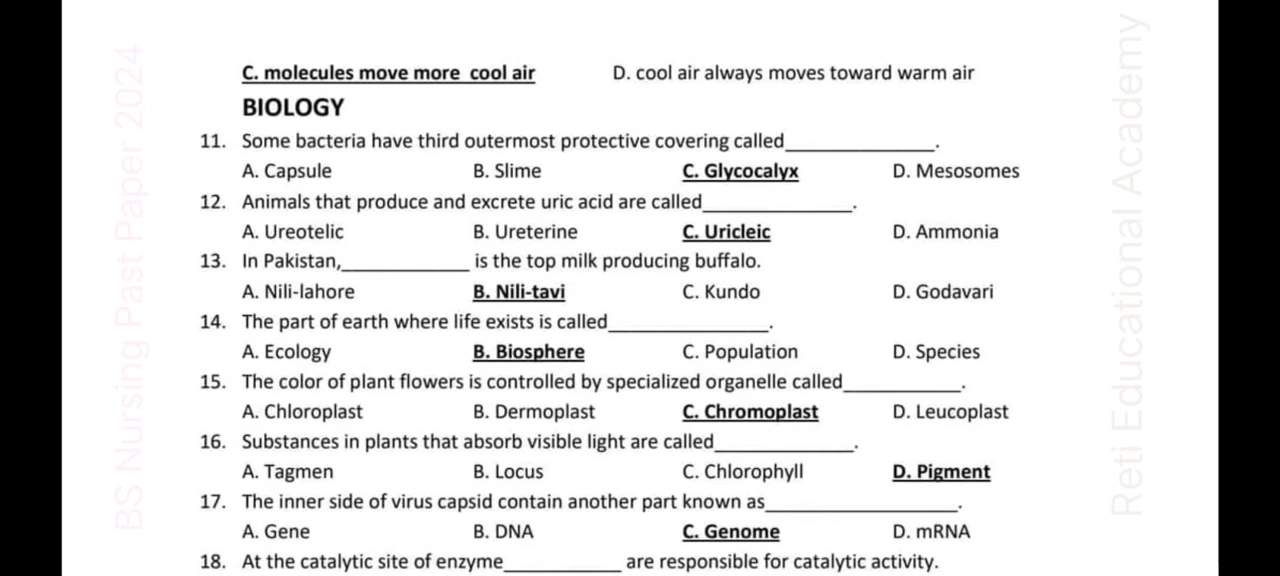 C. molecules move more cool air D. cool air always moves toward warm air
BIOLOGY
11. Some bacteria have third outermost protective covering called______________.
A. Capsule B. Slime C. Glycocalyx D. Mesosomes
12. Animals that produce and excrete uric acid are called______________.
A. Ureotelic B. Ureterine C. Uricleic D. Ammonia
13. In Pakistan,____________ is the top milk producing buffalo.
A. Nili-lahore B. Nili-tavi C. Kundo D. Godavari
14. The part of earth where life exists is called_______________.
A. Ecology B. Biosphere C. Population D. Species
15. The color of plant flowers is controlled by specialized organelle called___________.
A. Chloroplast B. Dermoplast C. Chromoplast D. Leucoplast
16. Substances in plants that absorb visible light are called_____________.
A. Tagmen B. Locus C. Chlorophyll D. Pigment
17. The inner side of virus capsid contain another part known as__________________.
A. Gene B. DNA C. Genome D. mRNA
18. At the catalytic site of enzyme___________ are responsible for catalytic activity.
BS Nursing Past Paper 2024
Reti Educational Academy